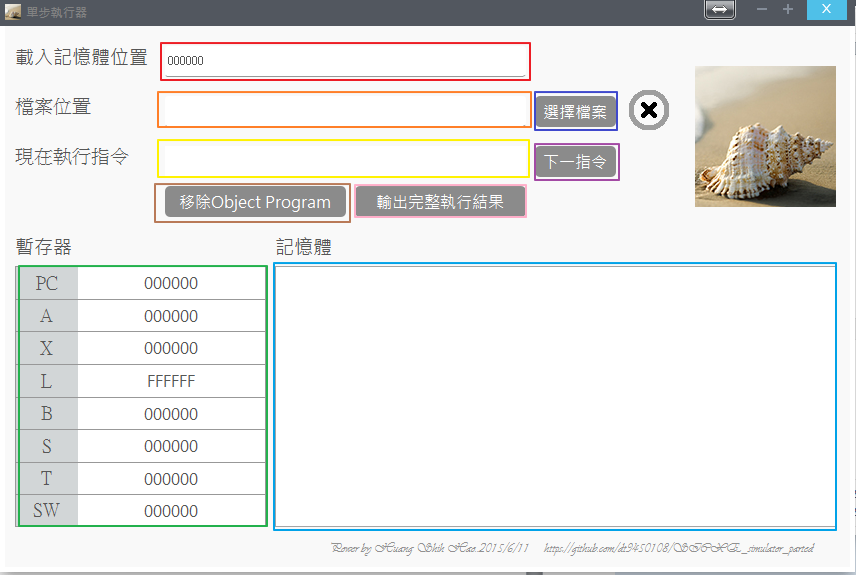 單步執行器
載入記憶體位置 000000
檔案位置 選擇檔案
現在執行指令 下一指令
移除Object Program 輸出完整執行結果
暫存器 記憶體
PC 000000
A 000000
X 000000
L FFFFFF
B 000000
S 000000
T 000000
SW 000000
Power by Huang Shih Hao 2015/6/11 https://github.com/dt9450108/SICXE_simulator_ported